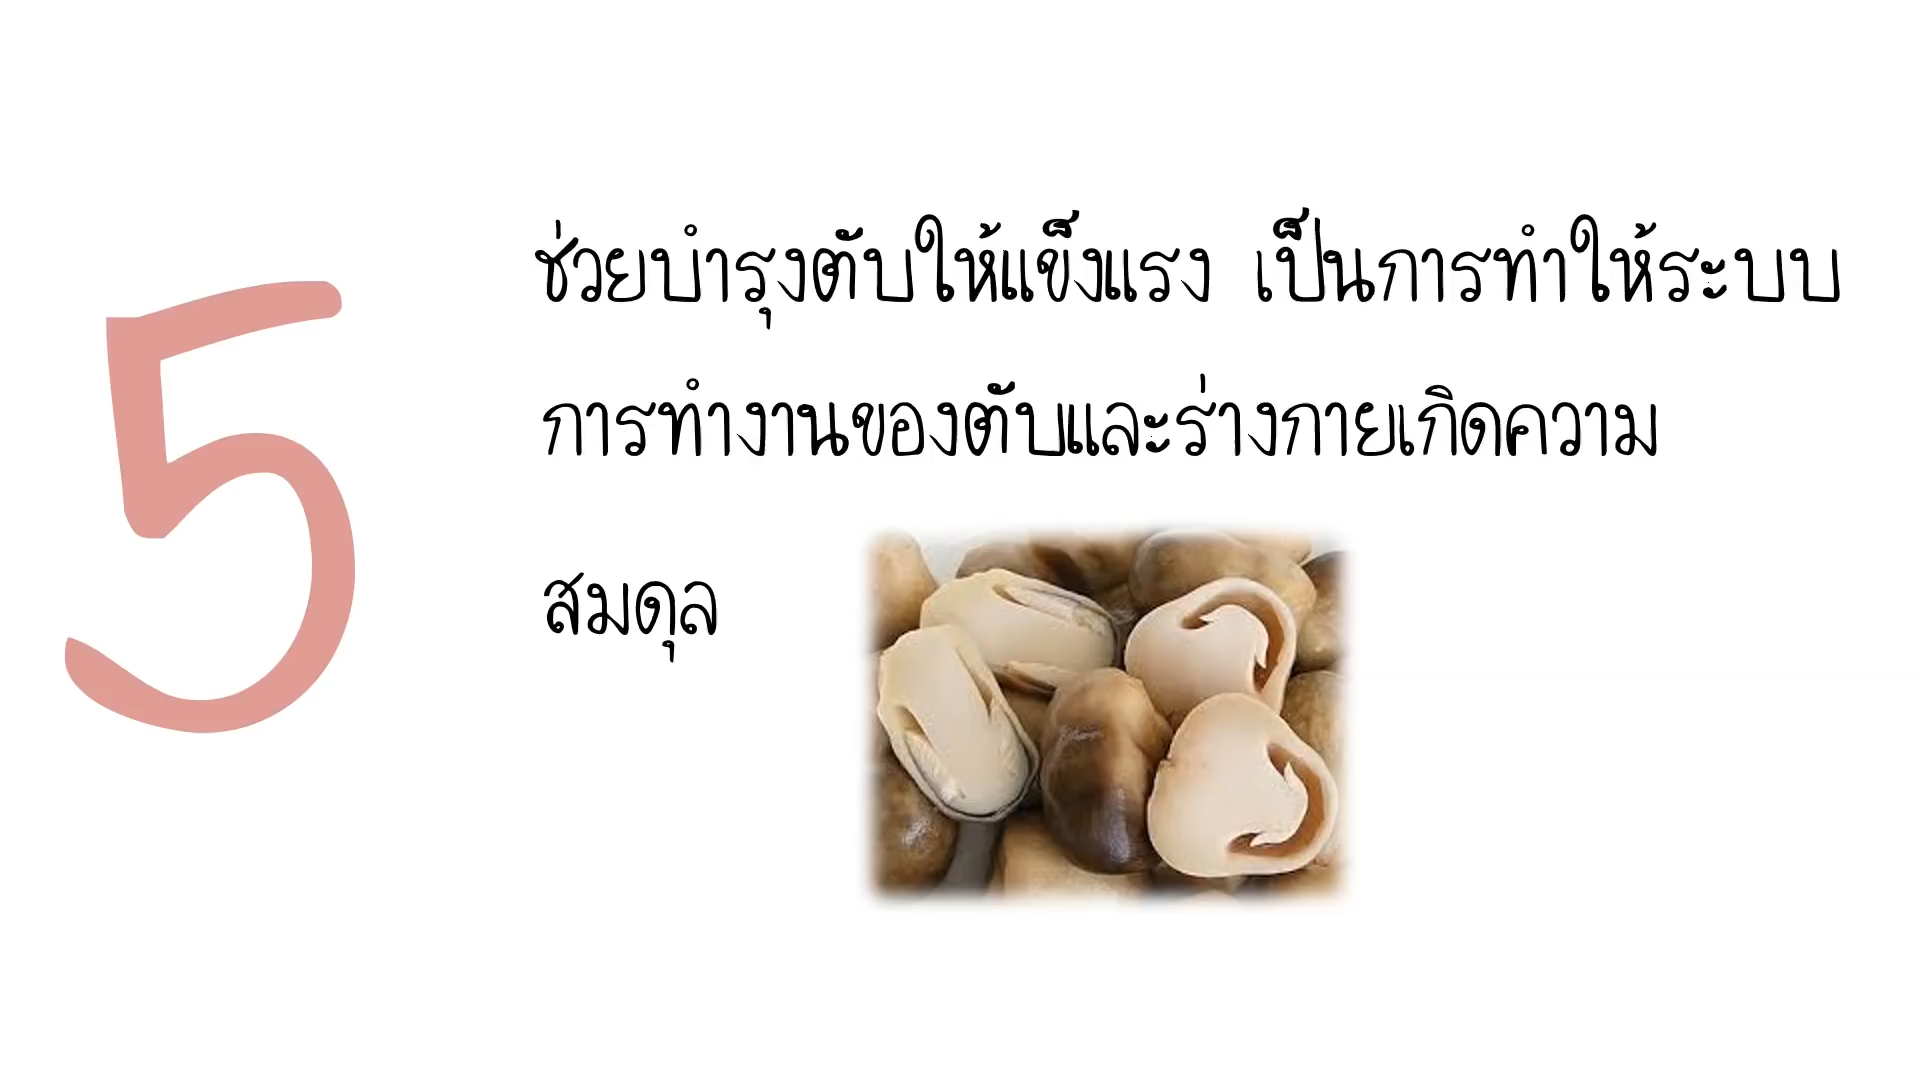 5
ช่วยบำรุงตับให้แข็งแรง เป็นการทำให้ระบบ
การทำงานของตับและร่างกายเกิดความ
สมดุล